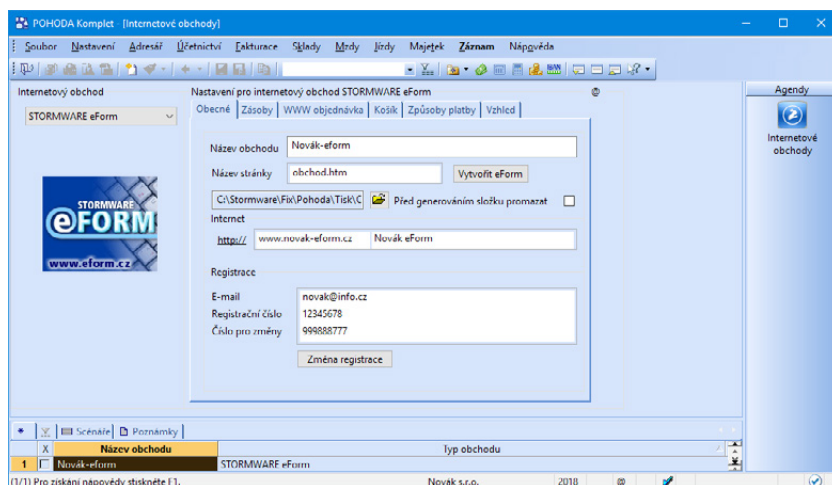 POHODA Komplet - [Internetové obchody]
Soubor Nastavení Adresář Účetnictví Fakturace Sklady Mzdy Jízdy Majetek Záznam Nápověda
Internetový obchod
STORMWARE eForm
STORMWARE
eFORM
www.eform.cz
Nastavení pro internetový obchod STORMWARE eForm @
Obecné Zásoby WWW objednávka Košík Způsoby platby Vzhled
Název obchodu Novák-eform
Název stránky obchod.htm Vytvořit eForm
C:\Stormware\Fix\Pohoda\Tisk\C Před generováním složku promazat
Internet
http:// www.novak-eform.cz Novák eForm
Registrace
E-mail novak@info.cz
Registrační číslo 12345678
Číslo pro změny 999888777
Změna registrace
Agendy
Internetové
obchody
* Scénáře Poznámky
X Název obchodu Typ obchodu
1 Novák-eform STORMWARE eForm
(1/1) Pro získání nápovědy stiskněte F1. Novák s.r.o. 2018 @